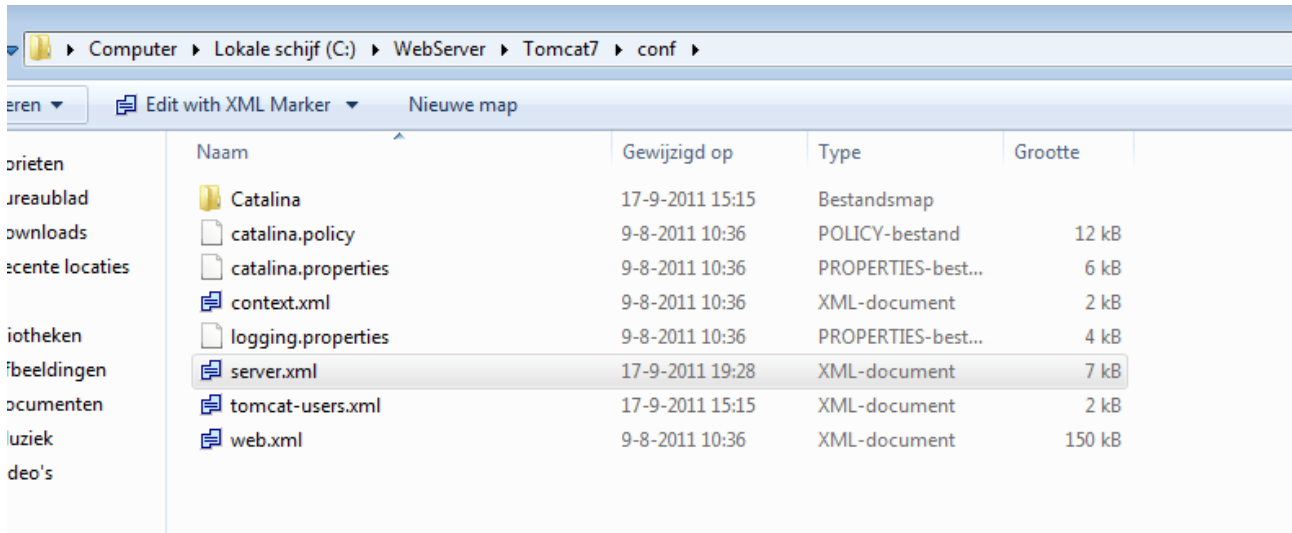 Computer ▸ Lokale schijf (C:) ▸ WebServer ▸ Tomcat7 ▸ conf ▸
eren Edit with XML Marker Nieuwe map
Naam Gewijzigd op Type Grootte
orieten
ureaublad
ownloads
ecente locaties
iotheken
fbeeldingen
ocumenten
luziek
deo's
Catalina 17-9-2011 15:15 Bestandsmap
catalina.policy 9-8-2011 10:36 POLICY-bestand 12 kB
catalina.properties 9-8-2011 10:36 PROPERTIES-best... 6 kB
context.xml 9-8-2011 10:36 XML-document 2 kB
logging.properties 9-8-2011 10:36 PROPERTIES-best... 4 kB
server.xml 17-9-2011 19:28 XML-document 7 kB
tomcat-users.xml 17-9-2011 15:15 XML-document 2 kB
web.xml 9-8-2011 10:36 XML-document 150 kB